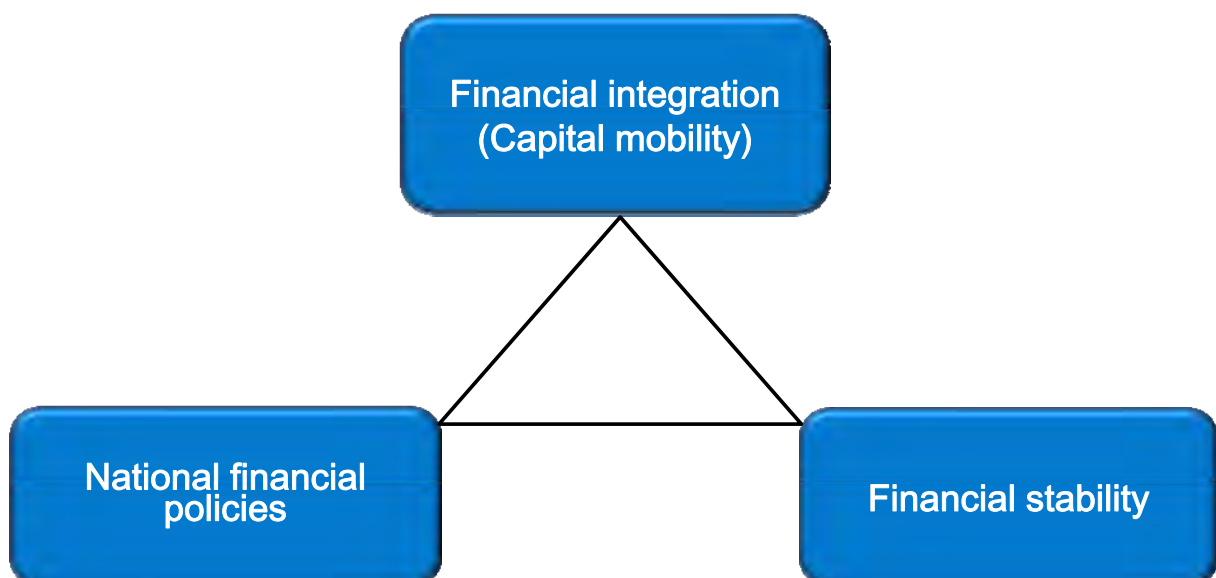 Financial integration
(Capital mobility)
National financial
policies
Financial stability